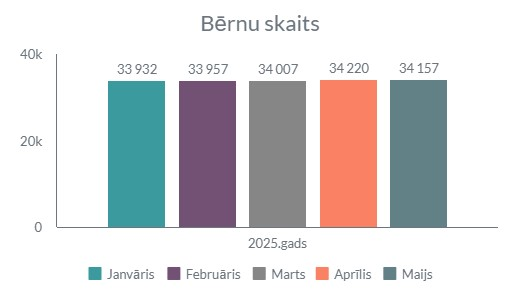 Bērnu skaits
40k
33 932 33 957 34 007 34 220 34 157
20k
0
2025.gads
Janvāris Februāris Marts Aprīlis Maijs